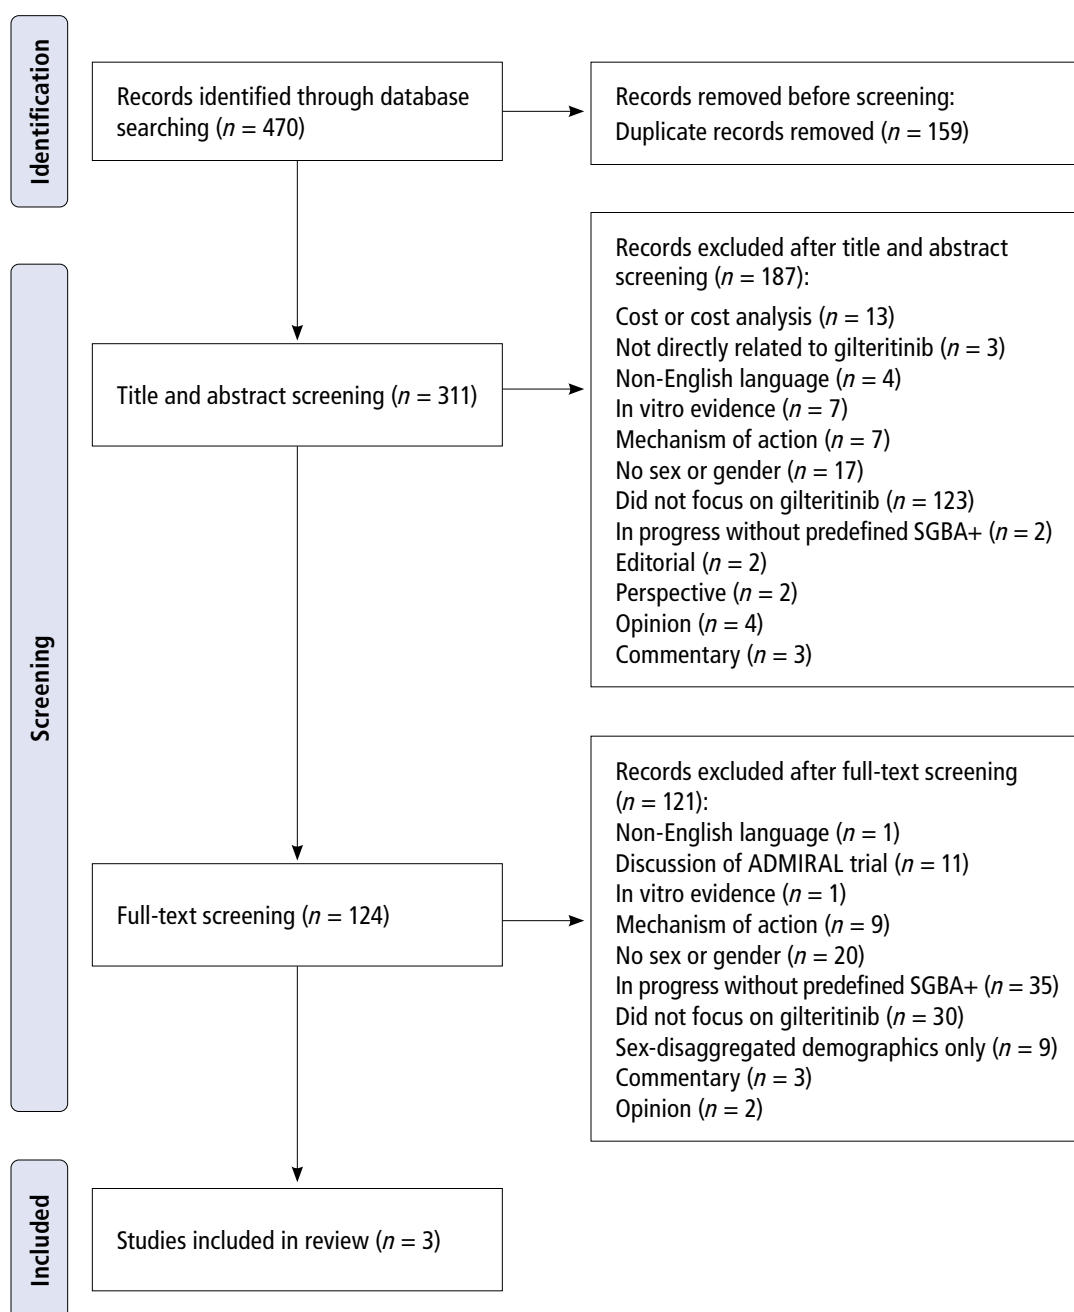 Identification
Records identified through database
searching (n = 470)
Records removed before screening:
Duplicate records removed (n = 159)
Screening
Title and abstract screening (n = 311)
Records excluded after title and abstract
screening (n = 187):
Cost or cost analysis (n = 13)
Not directly related to gilteritinib (n = 3)
Non-English language (n = 4)
In vitro evidence (n = 7)
Mechanism of action (n = 7)
No sex or gender (n = 17)
Did not focus on gilteritinib (n = 123)
In progress without predefined SGBA+ (n = 2)
Editorial (n = 2)
Perspective (n = 2)
Opinion (n = 4)
Commentary (n = 3)
Full-text screening (n = 124)
Records excluded after full-text screening
(n = 121):
Non-English language (n = 1)
Discussion of ADMIRAL trial (n = 11)
In vitro evidence (n = 1)
Mechanism of action (n = 9)
No sex or gender (n = 20)
In progress without predefined SGBA+ (n = 35)
Did not focus on gilteritinib (n = 30)
Sex-disaggregated demographics only (n = 9)
Commentary (n = 3)
Opinion (n = 2)
Included
Studies included in review (n = 3)